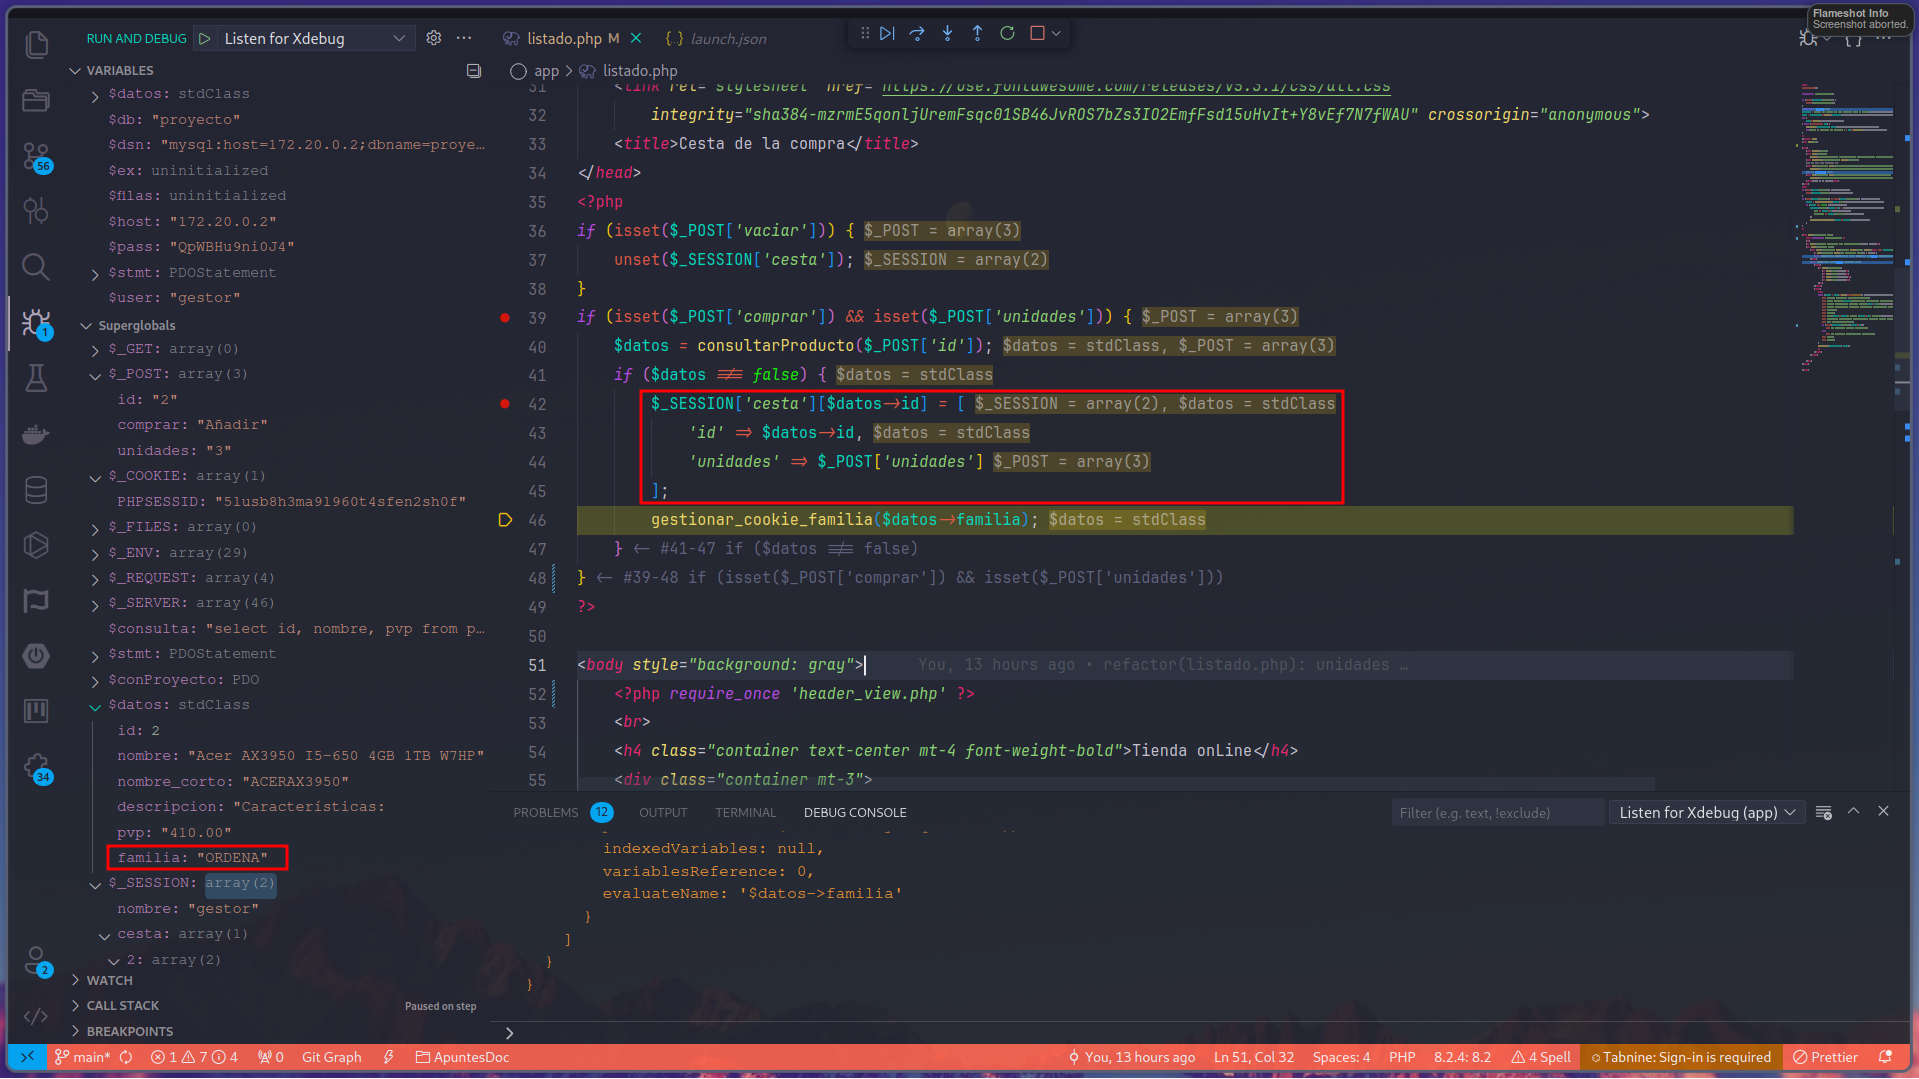 Flameshot Info
Screenshot aborted.
RUN AND DEBUG
Listen for Xdebug
listado.php M
launch.json
VARIABLES
app > listado.php
$datos: stdClass
$db: "proyecto"
$dsn: "mysql:host=172.20.0.2;dbname=proye…
$ex: uninitialized
$filas: uninitialized
$host: "172.20.0.2"
$pass: "QpWBHu9ni0J4"
$stmt: PDOStatement
$user: "gestor"
Superglobals
$_GET: array(0)
$_POST: array(3)
id: "2"
comprar: "Añadir"
unidades: "3"
$_COOKIE: array(1)
PHPSESSID: "5lusb8h3ma9l960t4sfen2sh0f"
$_FILES: array(0)
$_ENV: array(29)
$_REQUEST: array(4)
$_SERVER: array(46)
$consulta: "select id, nombre, pvp from p…
$stmt: PDOStatement
$conProyecto: PDO
$datos: stdClass
id: 2
nombre: "Acer AX3950 I5-650 4GB 1TB W7HP"
nombre_corto: "ACERAX3950"
descripcion: "Características:
pvp: "410.00"
familia: "ORDENA"
$_SESSION: array(2)
nombre: "gestor"
cesta: array(1)
2: array(2)
WATCH
CALL STACK
Paused on step
BREAKPOINTS
56
1
34
2
31 <link rel="stylesheet" href="https://use.fontawesome.com/releases/v5.3.1/css/all.css
32 integrity="sha384-mzrmE5qonljUremFsqc01SB46JvROS7bZs3IO2EmfFsd15uHvIt+Y8vEf7N7fWAU" crossorigin="anonymous">
33 <title>Cesta de la compra</title>
34 </head>
35 <?php
36 if (isset($_POST['vaciar'])) { $_POST = array(3)
37 unset($_SESSION['cesta']); $_SESSION = array(2)
38 }
39 if (isset($_POST['comprar']) && isset($_POST['unidades'])) { $_POST = array(3)
40 $datos = consultarProducto($_POST['id']); $datos = stdClass, $_POST = array(3)
41 if ($datos !== false) { $datos = stdClass
42 $_SESSION['cesta'][$datos->id] = [ $_SESSION = array(2), $datos = stdClass
43 'id' => $datos->id, $datos = stdClass
44 'unidades' => $_POST['unidades'] $_POST = array(3)
45 ];
46 gestionar_cookie_familia($datos->familia); $datos = stdClass
47 } <- #41-47 if ($datos !== false)
48 } <- #39-48 if (isset($_POST['comprar']) && isset($_POST['unidades']))
49 ?>
50
51 <body style="background: gray"> You, 13 hours ago • refactor(listado.php): unidades …
52 <?php require_once 'header_view.php' ?>
53 <br>
54 <h4 class="container text-center mt-4 font-weight-bold">Tienda onLine</h4>
55 <div class="container mt-3">
PROBLEMS 12 OUTPUT TERMINAL DEBUG CONSOLE
Filter (e.g. text, !exclude)
Listen for Xdebug (app)
indexedVariables: null,
variablesReference: 0,
evaluateName: '$datos->familia'
}
]
}
}
>
main* 1 7 4 0 Git Graph ApuntesDoc You, 13 hours ago Ln 51, Col 32 Spaces: 4 PHP 8.2.4: 8.2 4 Spell Tabnine: Sign-in is required Prettier